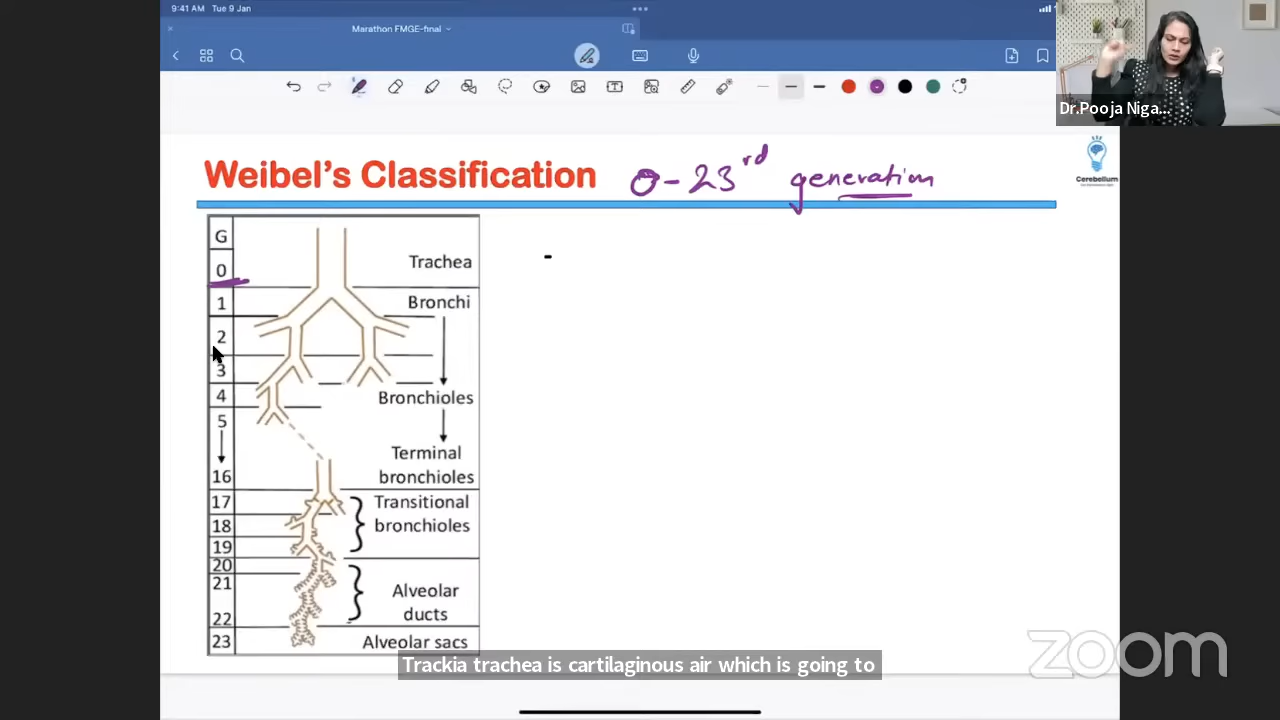 9:41 AM Tue 9 Jan
Marathon FMGE-final
Dr.Pooja Niga...
Weibel's Classification 0-23rd generation
Cerebellum
G
0 Trachea
1 Bronchi
2
3
4 Bronchioles
5
Terminal
16 bronchioles
17 Transitional
18 bronchioles
19
20
21 Alveolar
22 ducts
23 Alveolar sacs
Trackia trachea is cartilaginous air which is going to
zoom